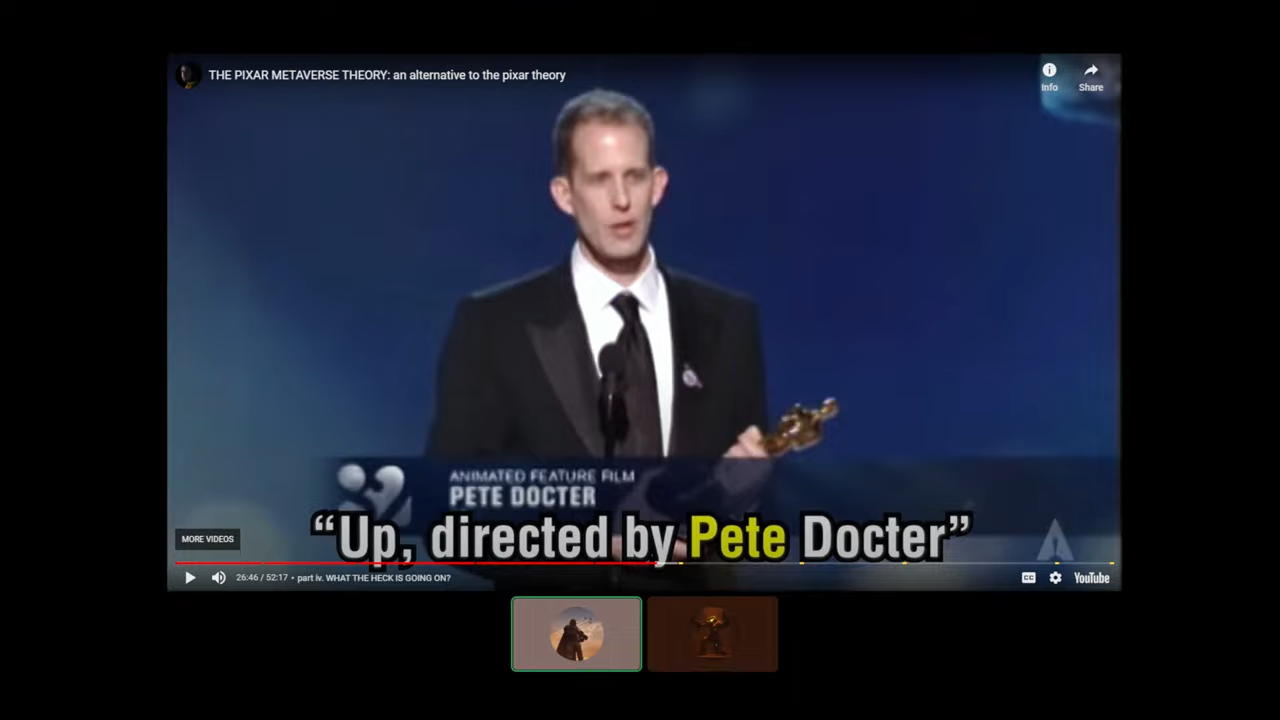 THE PIXAR METAVERSE THEORY: an alternative to the pixar theory
Info
Share
ANIMATED FEATURE FILM
PETE DOCTER
“Up, directed by Pete Docter”
MORE VIDEOS
26:46 / 52:17 • part iv. WHAT THE HECK IS GOING ON?
CC
YouTube